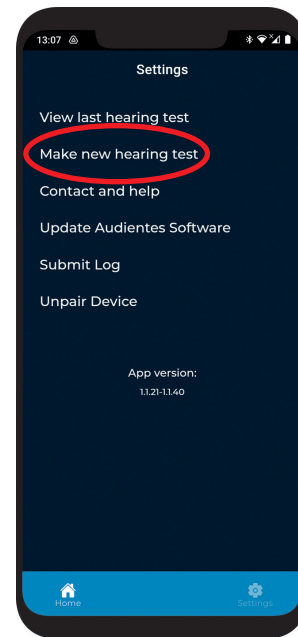 13:07
Settings
View last hearing test
Make new hearing test
Contact and help
Update Audientes Software
Submit Log
Unpair Device
App version:
1.1.21-1.1.40
Home
Settings